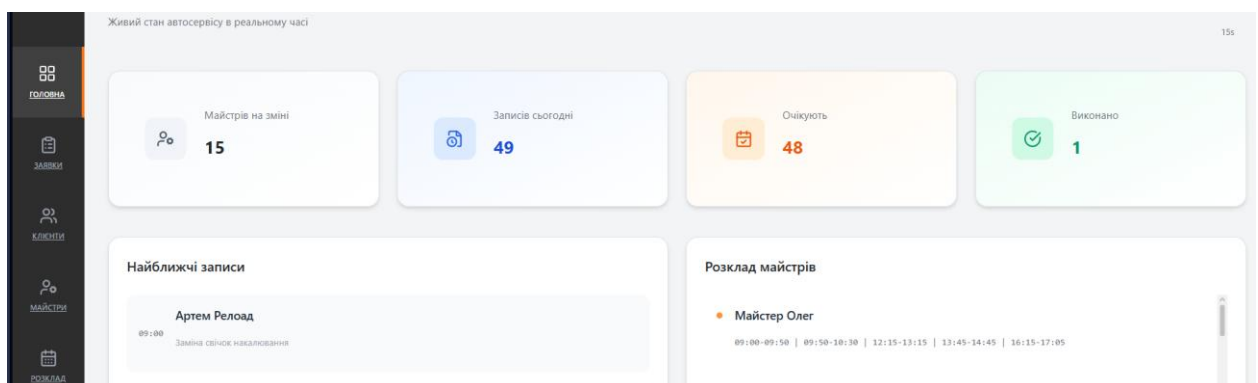 Живий стан автосервісу в реальному часі
15s
ГОЛОВНА
ЗАЯВКИ
КЛІЄНТИ
МАЙСТРИ
РОЗКЛАД
Майстрів на зміні
15
Записів сьогодні
49
Очікують
48
Виконано
1
Найближчі записи
Артем Релоад
09:00
Заміна свічок накалювання
Розклад майстрів
Майстер Олег
09:00-09:50 | 09:50-10:30 | 12:15-13:15 | 13:45-14:45 | 16:15-17:05